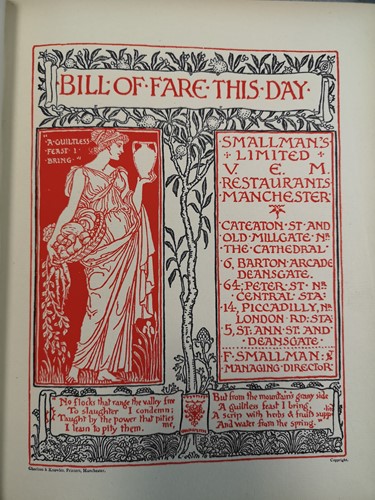 BILL·OF·FARE·THIS·DAY
"A·GUILTLESS
FEAST·I
BRING"
SMALLMAN'S
LIMITED
V. E. M
RESTAURANTS
MANCHESTER
CATEATON·ST·AND
OLD·MILLGATE·NR
THE·CATHEDRAL·
6, BARTON·ARCADE
DEANSGATE.
64, PETER·ST·NR
CENTRAL·STA:
14, PICCADILLY, NR
LONDON·RD·STA:
5, ST: ANN·ST·AND
DEANSGATE
F·SMALLMAN:
MANAGING·DIRECTOR
No flocks that range the valley free
To slaughter I condemn;
Taught by the power that pities me,
I learn to pity them.
But from the mountain's grassy side
A guiltless feast I bring,
A scrip with herbs & fruits supplied
And water from the spring.
Copyright.
Printers, Manchester.